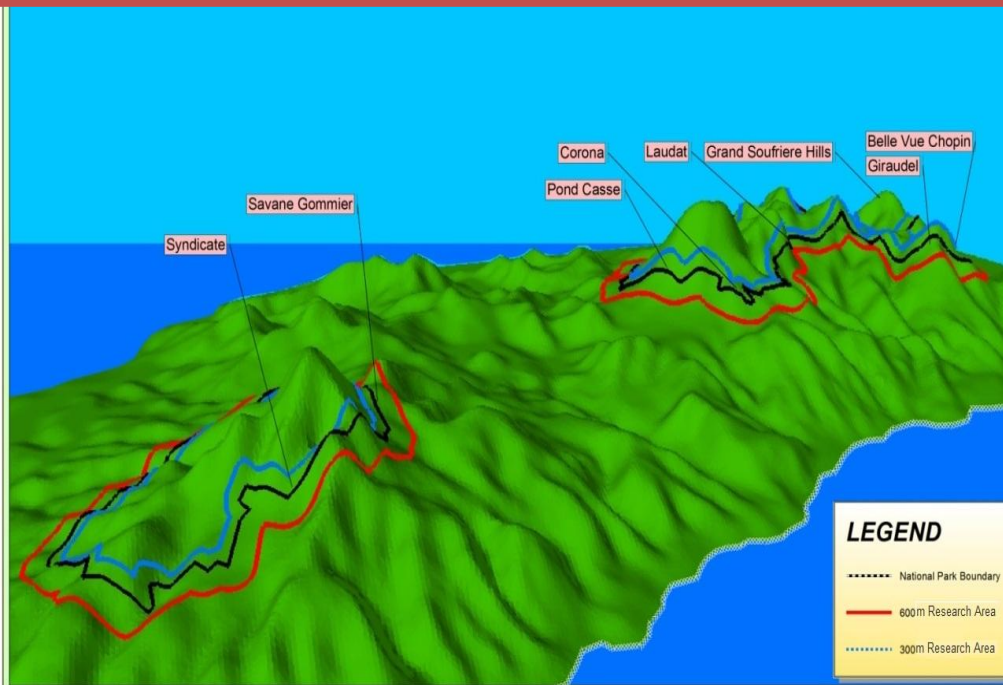 Belle Vue Chopin
Corona
Laudat
Grand Soufriere Hills
Giraudel
Pond Casse
Savane Gommier
Syndicate
LEGEND
National Park Boundary
600m Research Area
300m Research Area